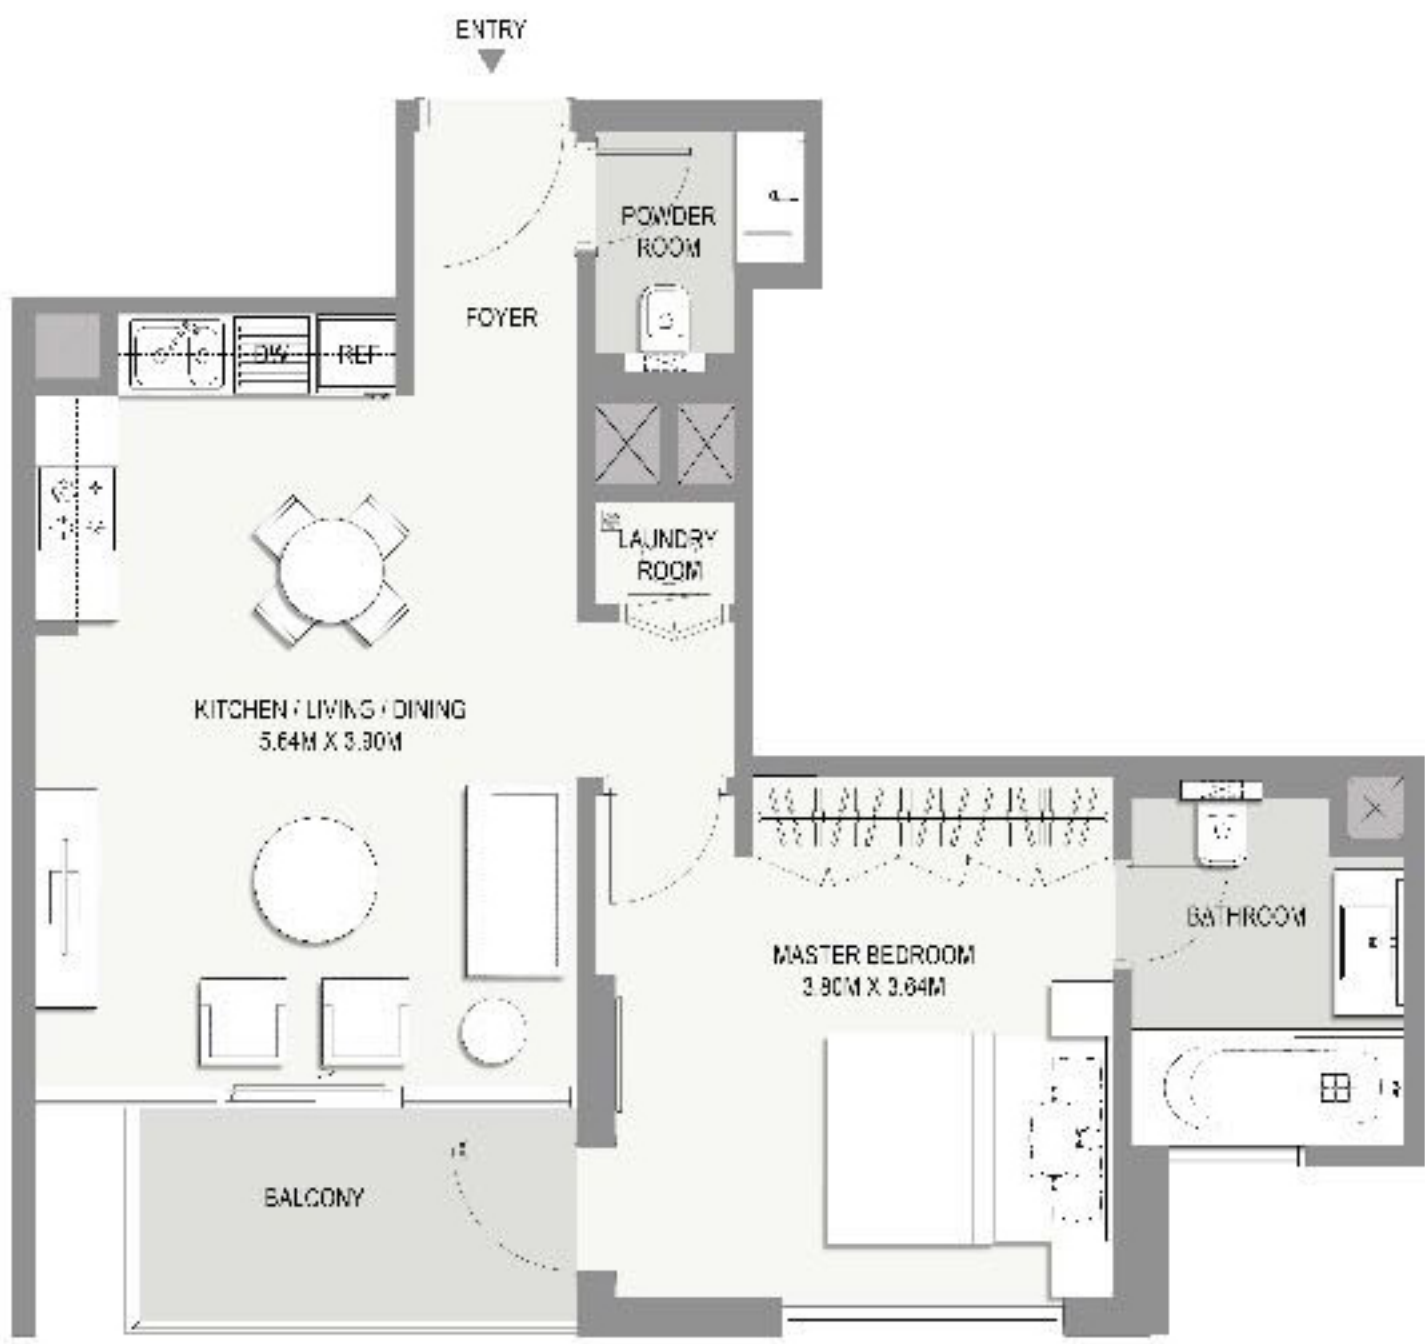 ENTRY
POWDER
ROOM
FOYER
DW
REF
LAUNDRY
ROOM
KITCHEN / LIVING / DINING
5.64M X 3.90M
MASTER BEDROOM
3.90M X 3.64M
BATHROOM
BALCONY